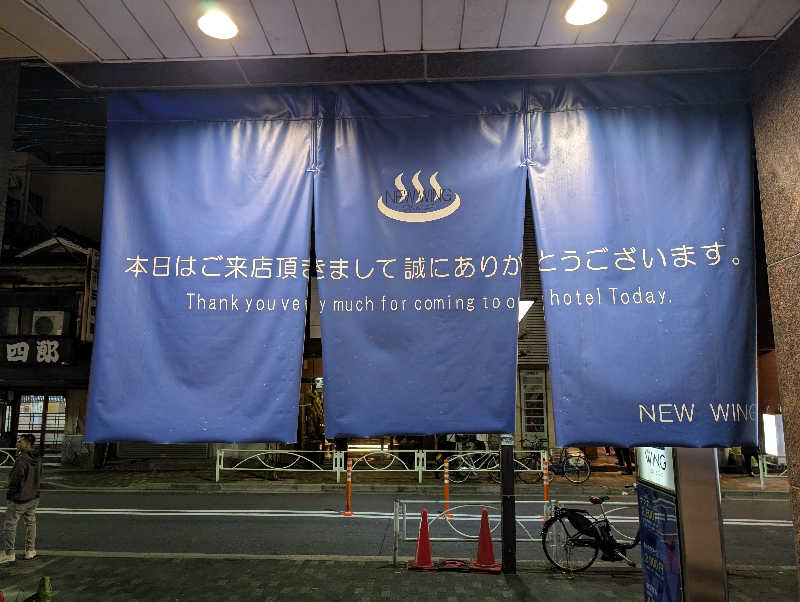 NEW WING
本日はご来店頂きまして 誠にありがとうございます。
Thank you very much for coming to our hotel Today.
四郎
NEW WING
WING